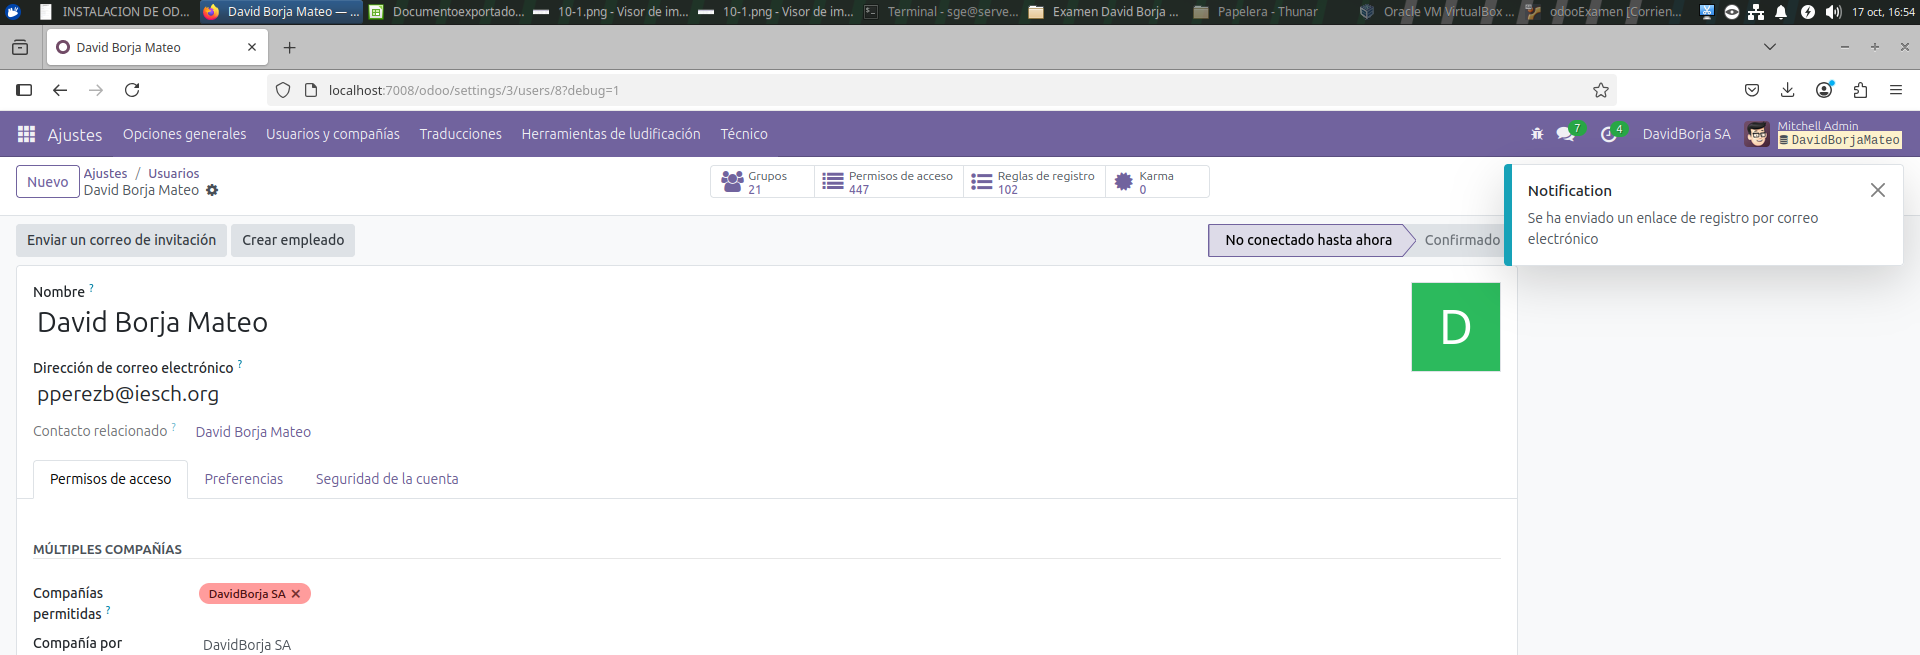 INSTALACION DE OD...
David Borja Mateo — ...
Documentoexportado...
10-1.png - Visor de im...
10-1.png - Visor de im...
Terminal - sge@serve...
Examen David Borja ...
Papelera - Thunar
Oracle VM VirtualBox ...
odooExamen [Corrien...
17 oct, 16:54
David Borja Mateo
localhost:7008/odoo/settings/3/users/8?debug=1
Ajustes Opciones generales Usuarios y compañías Traducciones Herramientas de ludificación Técnico
7
4
DavidBorja SA
Mitchell Admin
DavidBorjaMateo
Nuevo
Ajustes / Usuarios
David Borja Mateo
Grupos
21
Permisos de acceso
447
Reglas de registro
102
Karma
0
Notification
Se ha enviado un enlace de registro por correo
electrónico
Enviar un correo de invitación
Crear empleado
No conectado hasta ahora
Confirmado
Nombre ?
David Borja Mateo
D
Dirección de correo electrónico ?
pperezb@iesch.org
Contacto relacionado ? David Borja Mateo
Permisos de acceso Preferencias Seguridad de la cuenta
MÚLTIPLES COMPAÑÍAS
Compañías
permitidas ?
DavidBorja SA
Compañía por
DavidBorja SA